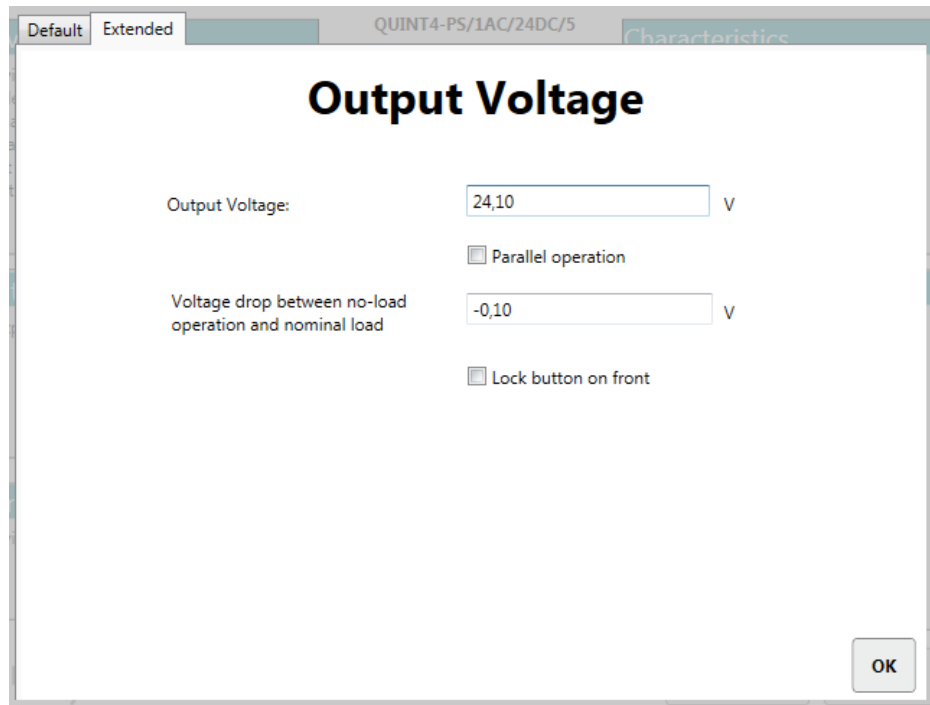 Default
Extended
QUINT4-PS/1AC/24DC/5
Characteristics
Output Voltage
Output Voltage:
24,10
V
Parallel operation
Voltage drop between no-load
operation and nominal load
-0,10
V
Lock button on front
OK